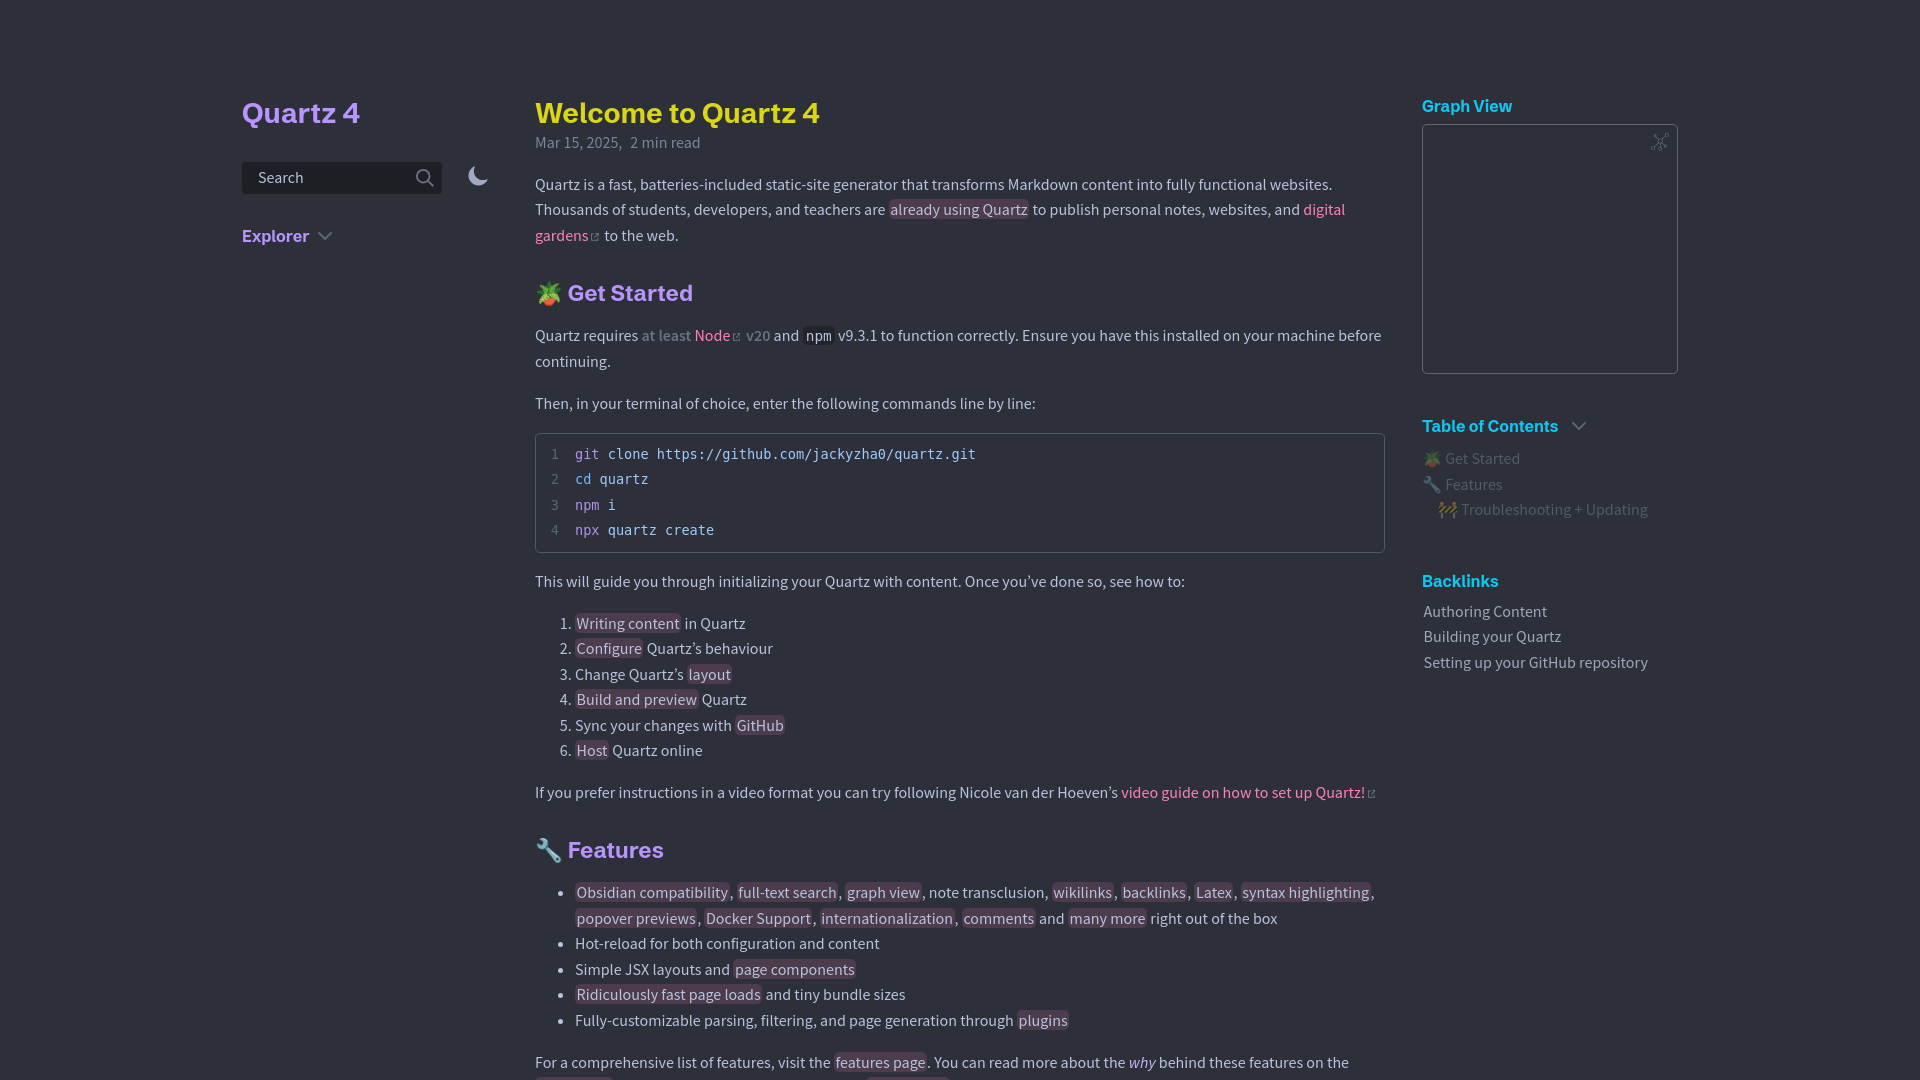 Quartz 4
Search
Explorer
Welcome to Quartz 4
Mar 15, 2025, 2 min read
Quartz is a fast, batteries-included static-site generator that transforms Markdown content into fully functional websites.
Thousands of students, developers, and teachers are already using Quartz to publish personal notes, websites, and digital
gardens to the web.
🪴 Get Started
Quartz requires at least Node v20 and npm v9.3.1 to function correctly. Ensure you have this installed on your machine before
continuing.
Then, in your terminal of choice, enter the following commands line by line:
1 git clone https://github.com/jackyzha0/quartz.git
2 cd quartz
3 npm i
4 npx quartz create
This will guide you through initializing your Quartz with content. Once you’ve done so, see how to:
1. Writing content in Quartz
2. Configure Quartz’s behaviour
3. Change Quartz’s layout
4. Build and preview Quartz
5. Sync your changes with GitHub
6. Host Quartz online
If you prefer instructions in a video format you can try following Nicole van der Hoeven’s video guide on how to set up Quartz!
🔧 Features
• Obsidian compatibility, full-text search, graph view, note transclusion, wikilinks, backlinks, Latex, syntax highlighting,
popover previews, Docker Support, internationalization, comments and many more right out of the box
• Hot-reload for both configuration and content
• Simple JSX layouts and page components
• Ridiculously fast page loads and tiny bundle sizes
• Fully-customizable parsing, filtering, and page generation through plugins
For a comprehensive list of features, visit the features page. You can read more about the why behind these features on the
Graph View
Table of Contents
🪴 Get Started
🔧 Features
🚧 Troubleshooting + Updating
Backlinks
Authoring Content
Building your Quartz
Setting up your GitHub repository